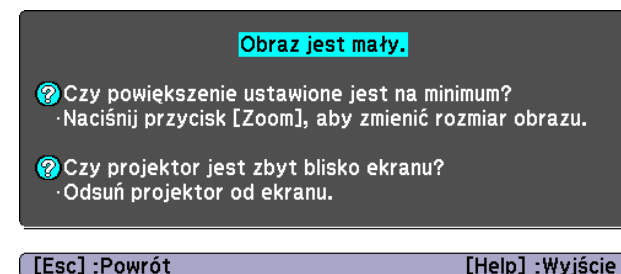 Obraz jest mały.
Czy powiększenie ustawione jest na minimum?
·Naciśnij przycisk [Zoom], aby zmienić rozmiar obrazu.
Czy projektor jest zbyt blisko ekranu?
·Odsuń projektor od ekranu.
[Esc] :Powrót [Help] :Wyjście